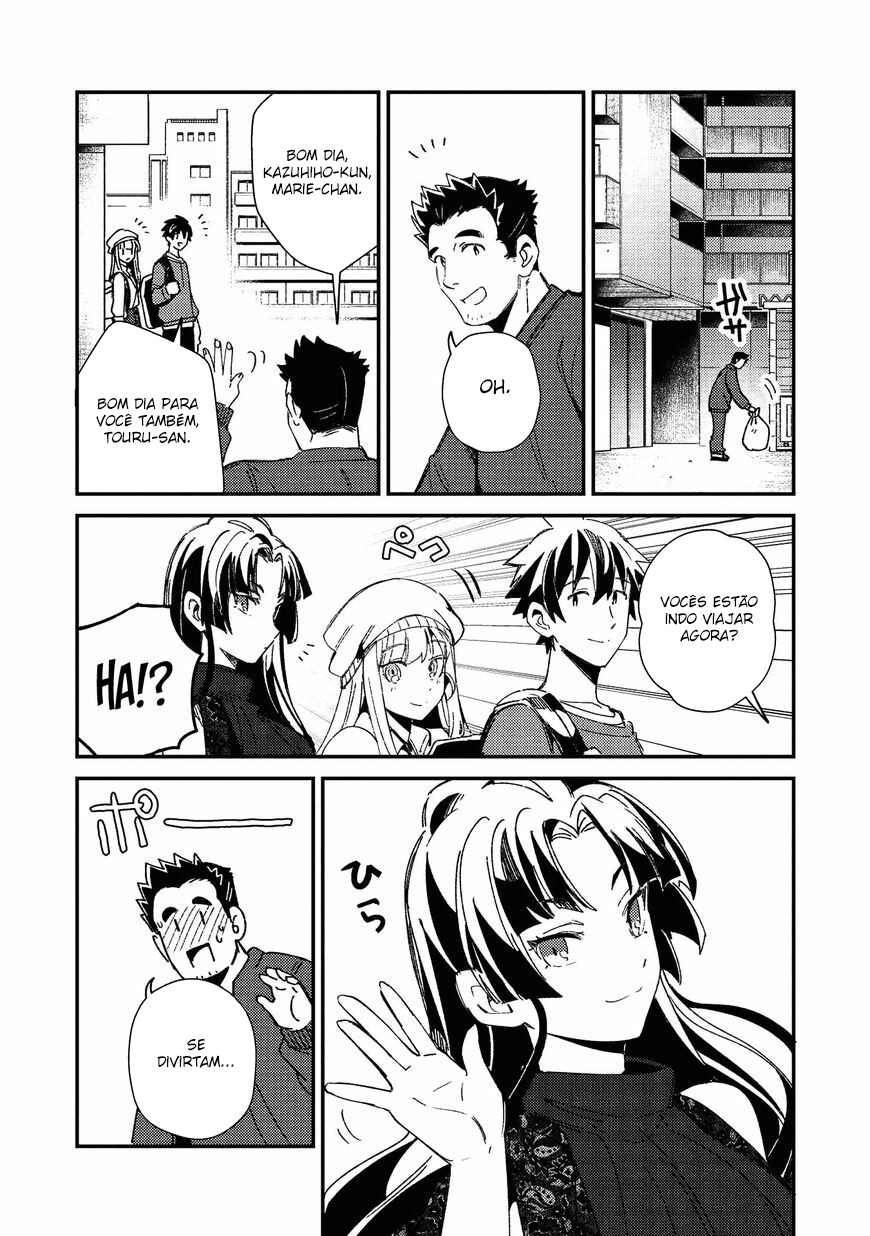 ガサ
OH.
BOM DIA,
KAZUHIHO-KUN,
MARIE-CHAN.
BOM DIA PARA
VOCÊ TAMBÉM,
TOURU-SAN.
VOCÊS ESTÃO
INDO VIAJAR
AGORA?
ペコ
HA!?
ひら
ポー
SE
DIVIRTAM...